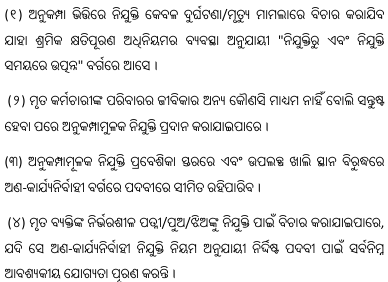 (୧) ଅନୁକମ୍ପା ଭିତ୍ତିରେ ନିଯୁକ୍ତି କେବଳ ଦୁର୍ଘଟଣା/ମୃତ୍ୟୁ ମାମଲାରେ ବିଚାର କରାଯିବ
ଯାହା ଶ୍ରମିକ କ୍ଷତିପୂରଣ ଅଧିନିୟମର ବ୍ୟବସ୍ଥା ଅନୁଯାୟୀ "ନିଯୁକ୍ତିରୁ ଏବଂ ନିଯୁକ୍ତି
ସମୟରେ ଉତ୍ପନ୍ନ" ବର୍ଗରେ ଆସେ ।
(୨) ମୃତ କର୍ମଚାରୀଙ୍କ ପରିବାରର ଜୀବିକାର ଅନ୍ୟ କୌଣସି ମାଧ୍ୟମ ନାହିଁ ବୋଲି ସନ୍ତୁଷ୍ଟ
ହେବା ପରେ ଅନୁକମ୍ପାମୂଳକ ନିଯୁକ୍ତି ପ୍ରଦାନ କରାଯାଇପାରେ ।
(୩) ଅନୁକମ୍ପାମୂଳକ ନିଯୁକ୍ତି ପ୍ରବେଶିକା ସ୍ତରରେ ଏବଂ ଉପଲବ୍ଧ ଖାଲି ସ୍ଥାନ ବିରୁଦ୍ଧରେ
ଅଣ-କାର୍ଯ୍ୟନିର୍ବାହୀ ବର୍ଗରେ ପଦବୀରେ ସୀମିତ ରହିପାରିବ ।
(୪) ମୃତ ବ୍ୟକ୍ତିଙ୍କ ନିର୍ଭରଶୀଳ ପତ୍ନୀ/ପୁଅ/ଝିଅଙ୍କୁ ନିଯୁକ୍ତି ପାଇଁ ବିଚାର କରାଯାଇପାରେ,
ଯଦି ସେ ଅଣ-କାର୍ଯ୍ୟନିର୍ବାହୀ ନିଯୁକ୍ତି ନିୟମ ଅନୁଯାୟୀ ନିର୍ଦ୍ଦିଷ୍ଟ ପଦବୀ ପାଇଁ ସର୍ବନିମ୍ନ
ଆବଶ୍ୟକୀୟ ଯୋଗ୍ୟତା ପୂରଣ କରନ୍ତି ।